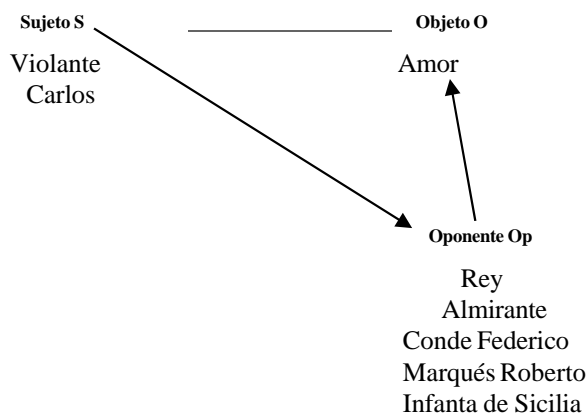 Sujeto S
Objeto O
Violante
Carlos
Amor
Oponente Op
Rey
Almirante
Conde Federico
Marqués Roberto
Infanta de Sicilia